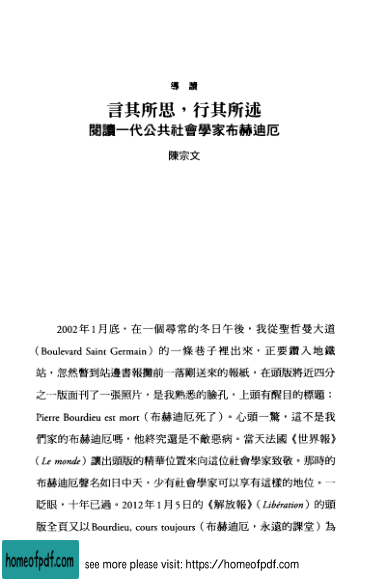 導讀
言其所思，行其所述
閱讀一代公共社會學家布赫迪厄
陳宗文
2002年1月底，在一個尋常的冬日午後，我從聖哲曼大道
（Boulevard Saint Germain）的一條巷子裡出來，正要鑽入地鐵
站，忽然瞥到站邊書報攤前一落剛送來的報紙，在頭版將近四分
之一版面刊了一張照片，是我熟悉的臉孔，上頭有醒目的標題：
Pierre Bourdieu est mort（布赫迪厄死了）。心頭一驚，這不是我
們家的布赫迪厄嗎，他終究還是不敵惡病。當天法國《世界報》
（Le monde）讓出頭版的精華位置來向這位社會學家致敬。那時的
布赫迪厄聲名如日中天，少有社會學家可以享有這樣的地位。一
眨眼，十年已過。2012年1月5日的《解放報》（Libération）的頭
版全頁又以Bourdieu, cours toujours（布赫迪厄，永遠的課堂）為
homeofpdf.com
see more please visit: https://homeofpdf.com